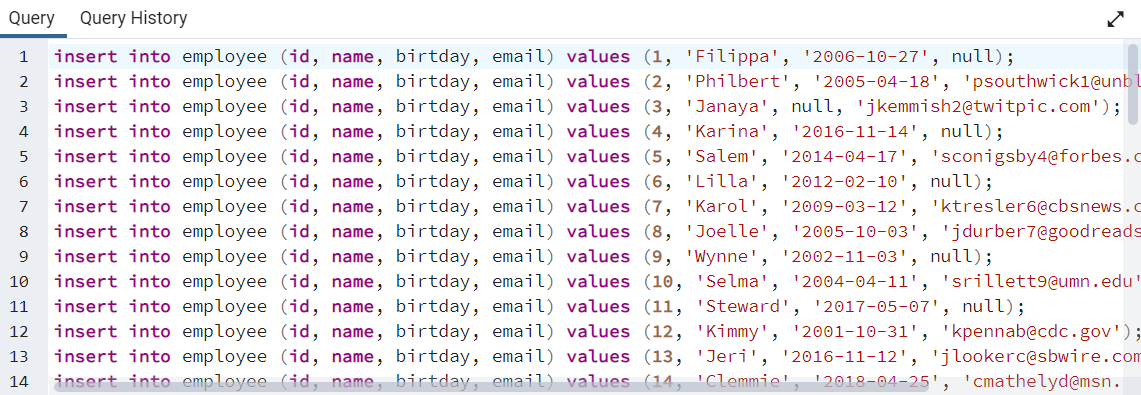 Query Query History
1 insert into employee (id, name, birtday, email) values (1, 'Filippa', '2006-10-27', null);
2 insert into employee (id, name, birtday, email) values (2, 'Philbert', '2005-04-18', 'psouthwick1@unbl
3 insert into employee (id, name, birtday, email) values (3, 'Janaya', null, 'jkemmish2@twitpic.com');
4 insert into employee (id, name, birtday, email) values (4, 'Karina', '2016-11-14', null);
5 insert into employee (id, name, birtday, email) values (5, 'Salem', '2014-04-17', 'sconigsby4@forbes.c
6 insert into employee (id, name, birtday, email) values (6, 'Lilla', '2012-02-10', null);
7 insert into employee (id, name, birtday, email) values (7, 'Karol', '2009-03-12', 'ktresler6@cbsnews.c
8 insert into employee (id, name, birtday, email) values (8, 'Joelle', '2005-10-03', 'jdurber7@goodreads
9 insert into employee (id, name, birtday, email) values (9, 'Wynne', '2002-11-03', null);
10 insert into employee (id, name, birtday, email) values (10, 'Selma', '2004-04-11', 'srillett9@umn.edu'
11 insert into employee (id, name, birtday, email) values (11, 'Steward', '2017-05-07', null);
12 insert into employee (id, name, birtday, email) values (12, 'Kimmy', '2001-10-31', 'kpennab@cdc.gov');
13 insert into employee (id, name, birtday, email) values (13, 'Jeri', '2016-11-12', 'jlookerc@sbwire.com
14 insert into employee (id, name, birtday, email) values (14, 'Clemmie', '2018-04-25', 'cmathelyd@msn.